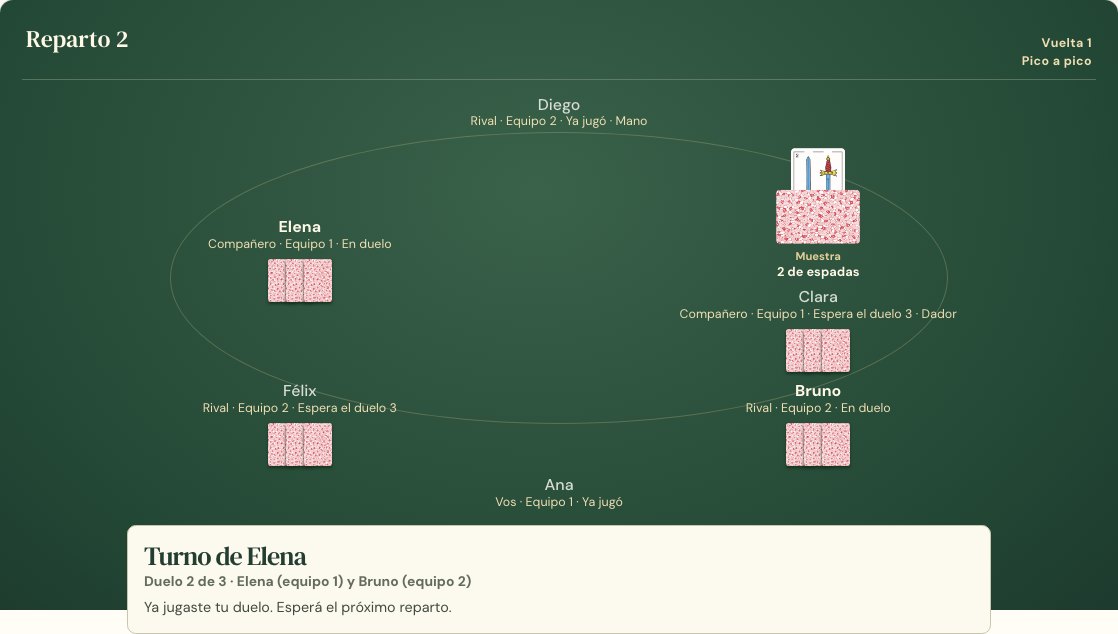 Reparto 2
Vuelta 1
Pico a pico
Diego
Rival · Equipo 2 · Ya jugó · Mano
2
Elena
Compañero · Equipo 1 · En duelo
Muestra
2 de espadas
Clara
Compañero · Equipo 1 · Espera el duelo 3 · Dador
Félix
Rival · Equipo 2 · Espera el duelo 3
Bruno
Rival · Equipo 2 · En duelo
Ana
Vos · Equipo 1 · Ya jugó
Turno de Elena
Duelo 2 de 3 · Elena (equipo 1) y Bruno (equipo 2)
Ya jugaste tu duelo. Esperá el próximo reparto.